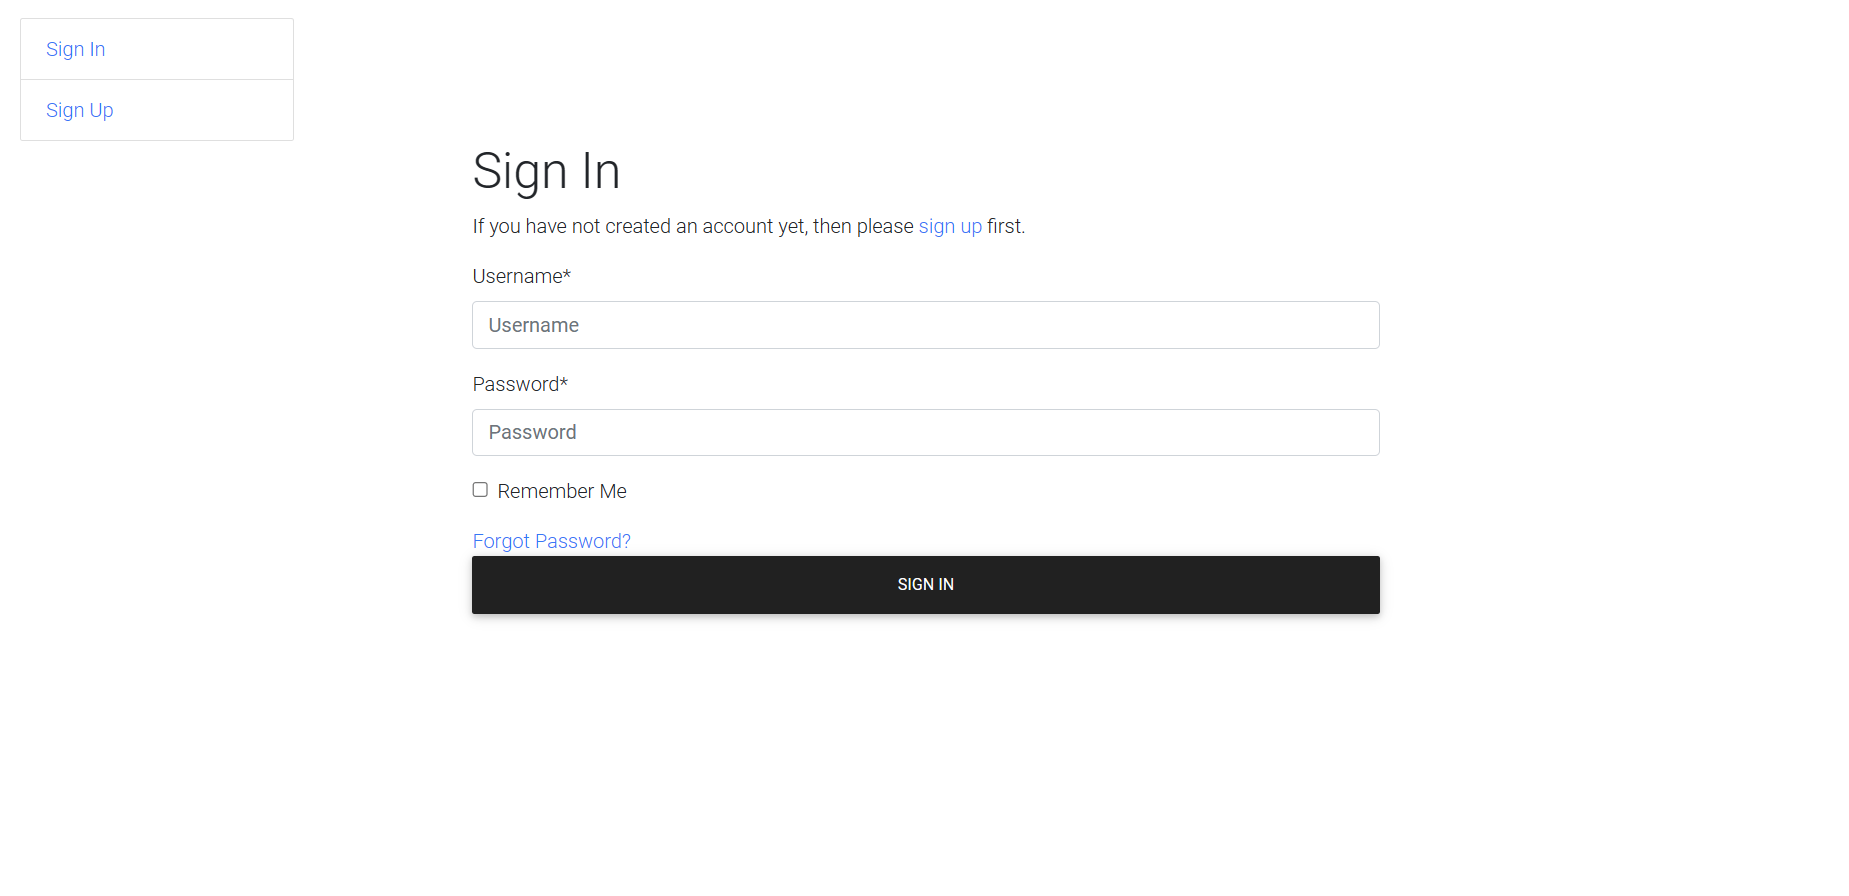 Sign In
Sign Up
Sign In
If you have not created an account yet, then please sign up first.
Username*
Username
Password*
Password
Remember Me
Forgot Password?
SIGN IN